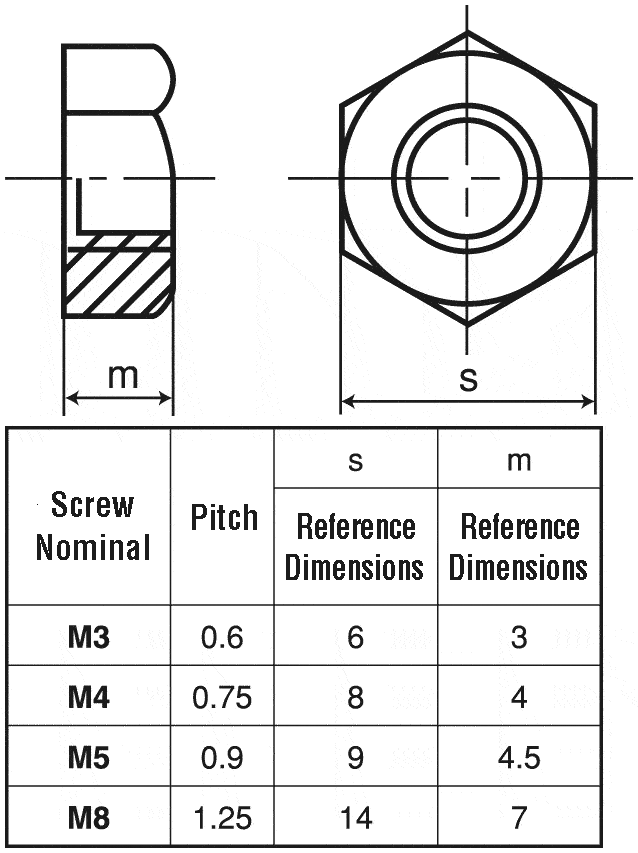 m
s
Screw Nominal
Pitch
s
m
Reference Dimensions
Reference Dimensions
M3 0.6 6 3
M4 0.75 8 4
M5 0.9 9 4.5
M8 1.25 14 7